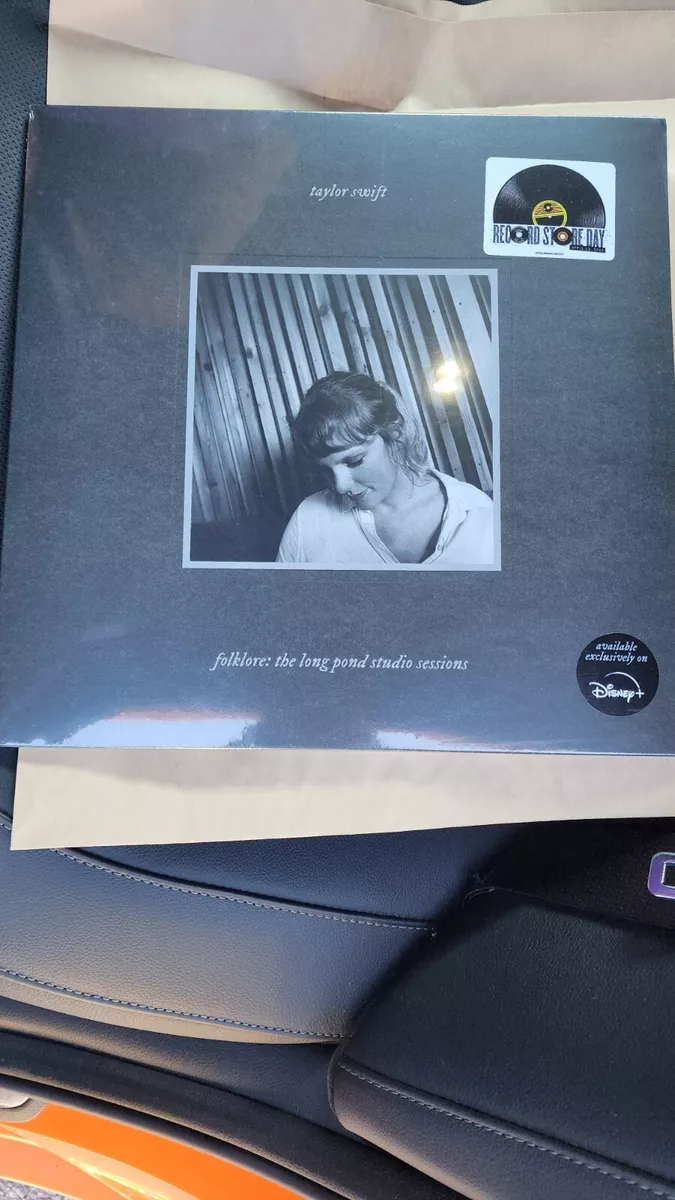 taylor swift
RECORD STORE DAY
folklore: the long pond studio sessions
available
exclusively on
Disney+